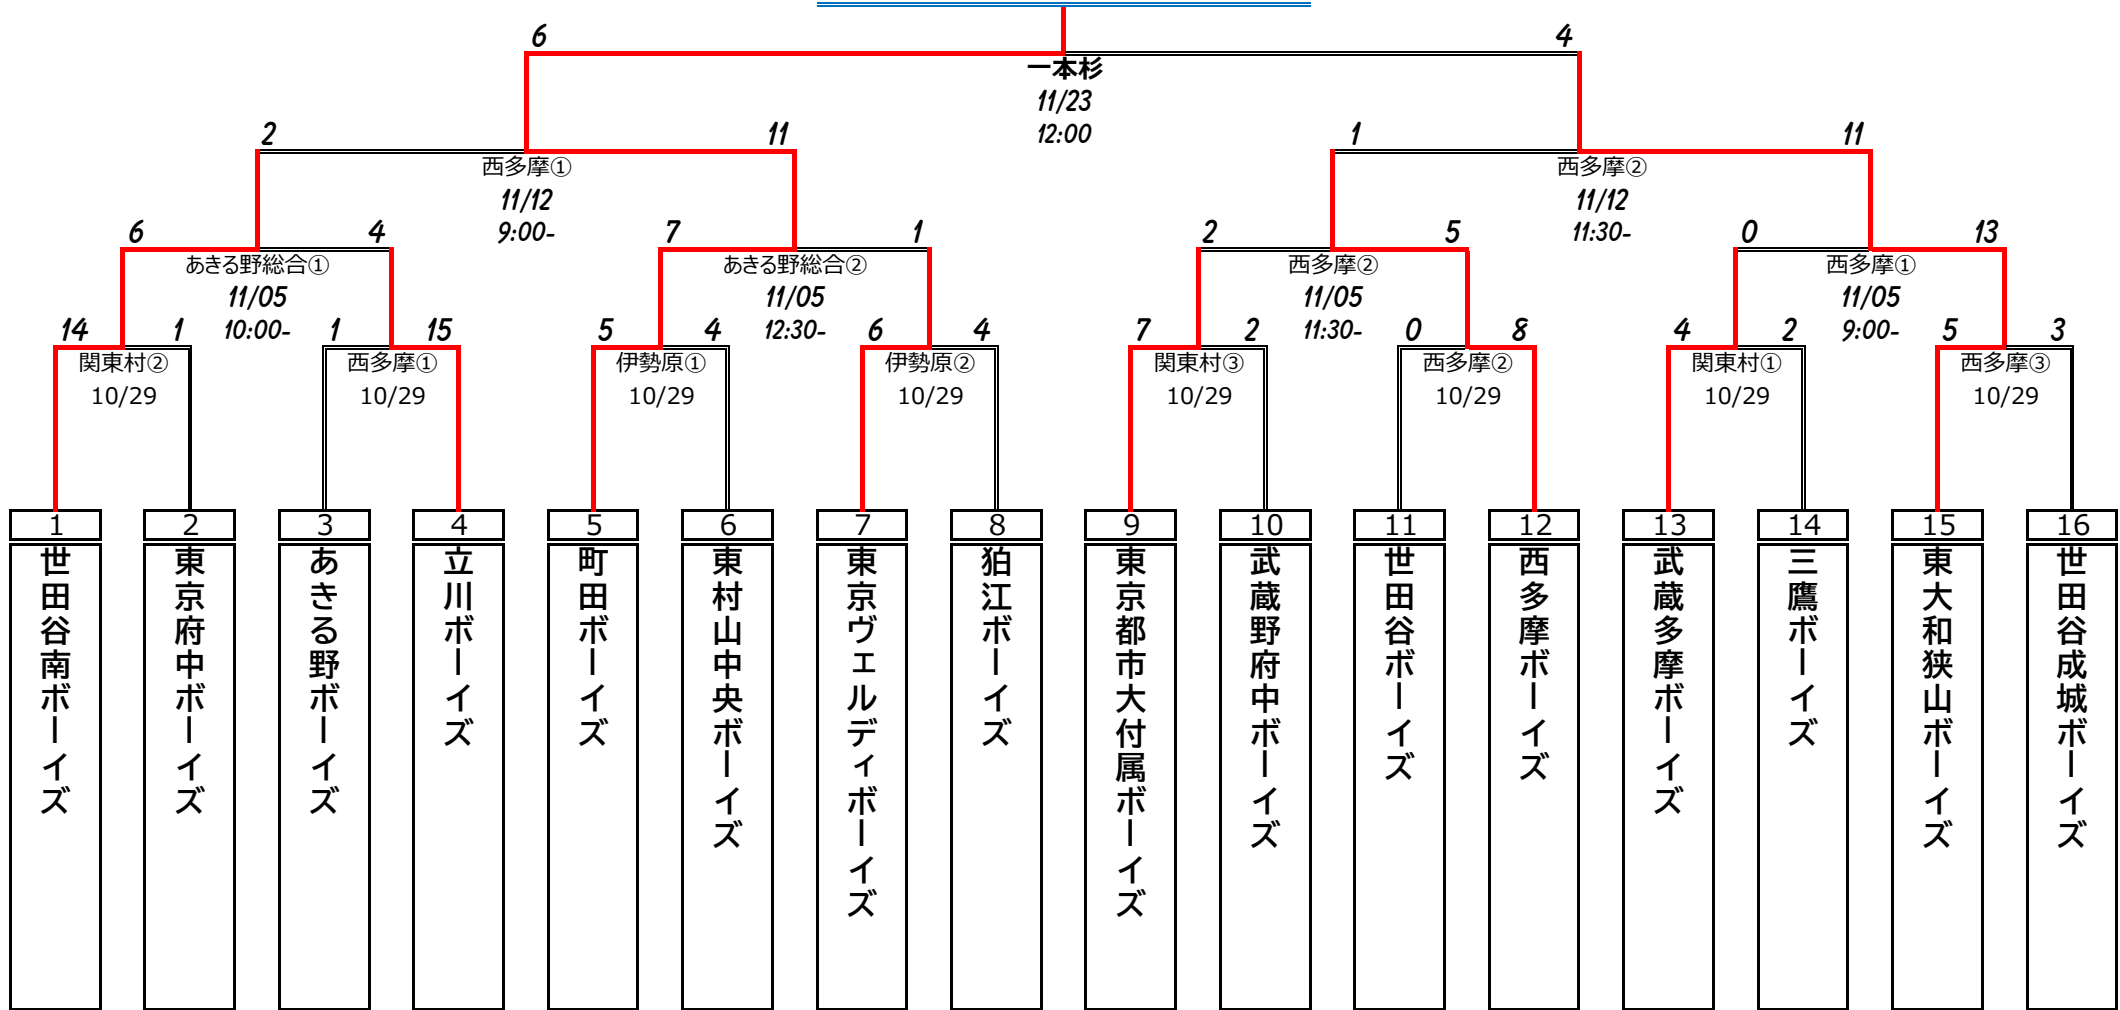 6 4
一本杉
11/23
12:00
2 11 1 11
西多摩① 西多摩②
11/12 11/12
9:00- 11:30-
6 4 7 1 2 5 0 13
あきる野総合① あきる野総合② 西多摩② 西多摩①
11/05 11/05 11/05 11/05
10:00- 12:30- 11:30- 9:00-
14 1 1 15 5 4 6 4 7 2 0 8 4 2 5 3
関東村② 西多摩① 伊勢原① 伊勢原② 関東村③ 西多摩② 関東村① 西多摩③
10/29 10/29 10/29 10/29 10/29 10/29 10/29 10/29
1 2 3 4 5 6 7 8 9 10 11 12 13 14 15 16
世田谷南ボーイズ
東京府中ボーイズ
あきる野ボーイズ
立川ボーイズ
町田ボーイズ
東村山中央ボーイズ
東京ヴェルディボーイズ
狛江ボーイズ
東京都市大付属ボーイズ
武蔵野府中ボーイズ
世田谷ボーイズ
西多摩ボーイズ
武蔵多摩ボーイズ
三鷹ボーイズ
東大和狭山ボーイズ
世田谷成城ボーイズ